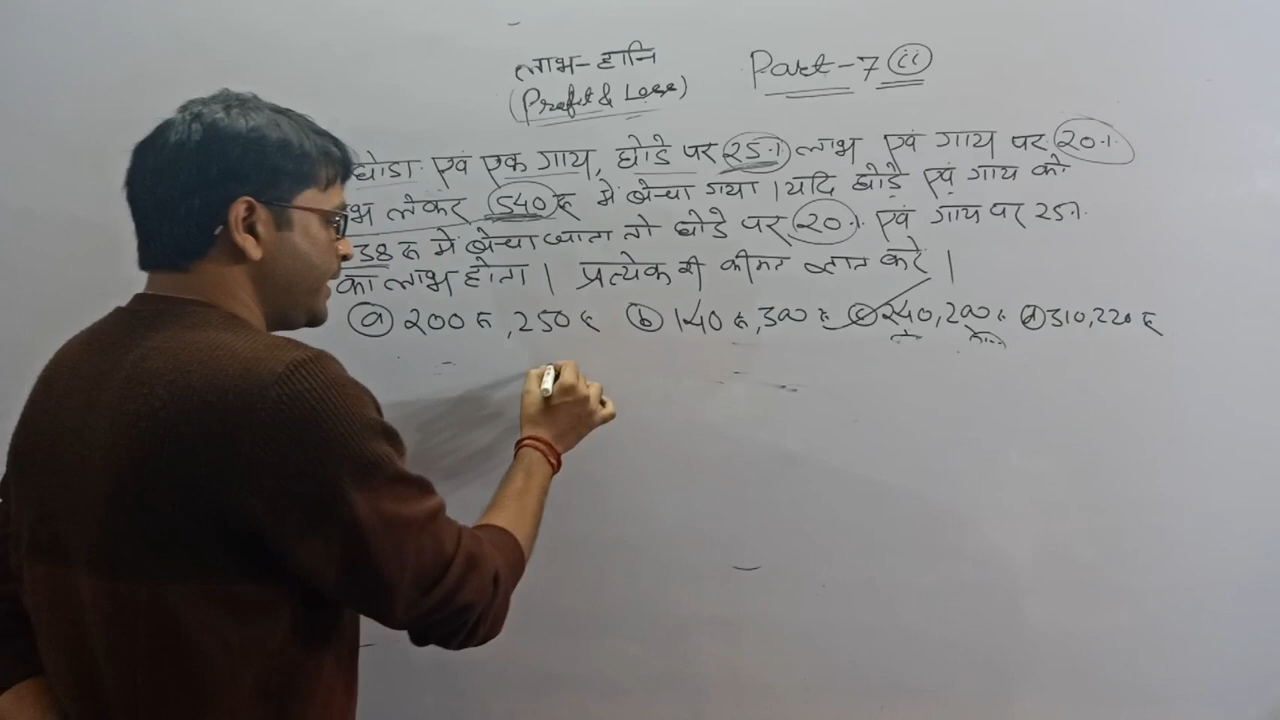 लाभ-हानि Part-7 (ii)
(Profit & Loss)
घोडा एवं एक गाय, घोडे पर 25% लाभ एवं गाय पर 20%
भ लेकर 540 रू में बेच्या गया । यदि घोडे एवं गाय को
38 रू में बेच्या जाता तो घोडे पर 20% एवं गाय पर 25%
का लाभ होता । प्रत्येक की कीमत ज्ञात करे ।
(a) 200 रू, 250 रू (b) 140 रू, 300 रू (c) 240, 200 रू (d) 310, 220 रू